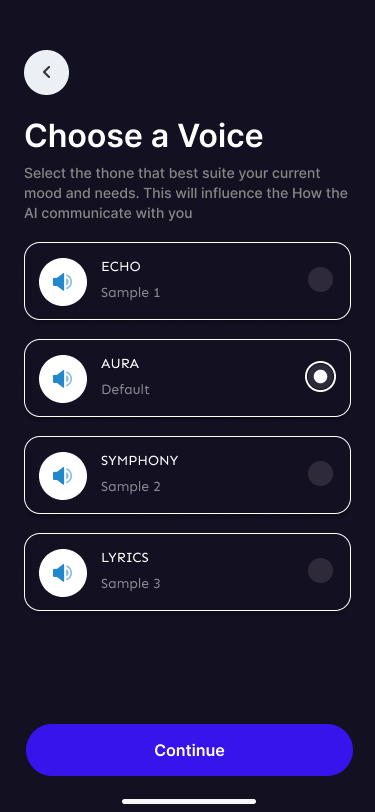 Choose a Voice
Select the thone that best suite your current
mood and needs. This will influence the How the
AI communicate with you
ECHO
Sample 1
AURA
Default
SYMPHONY
Sample 2
LYRICS
Sample 3
Continue